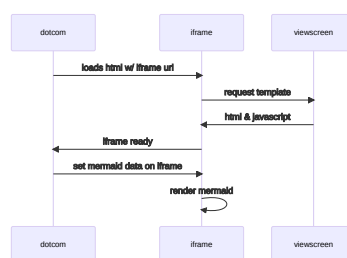 dotcom
iframe
viewscreen
loads html w/ iframe url
request template
html & javascript
iframe ready
set mermaid data on iframe
render mermaid
dotcom
iframe
viewscreen